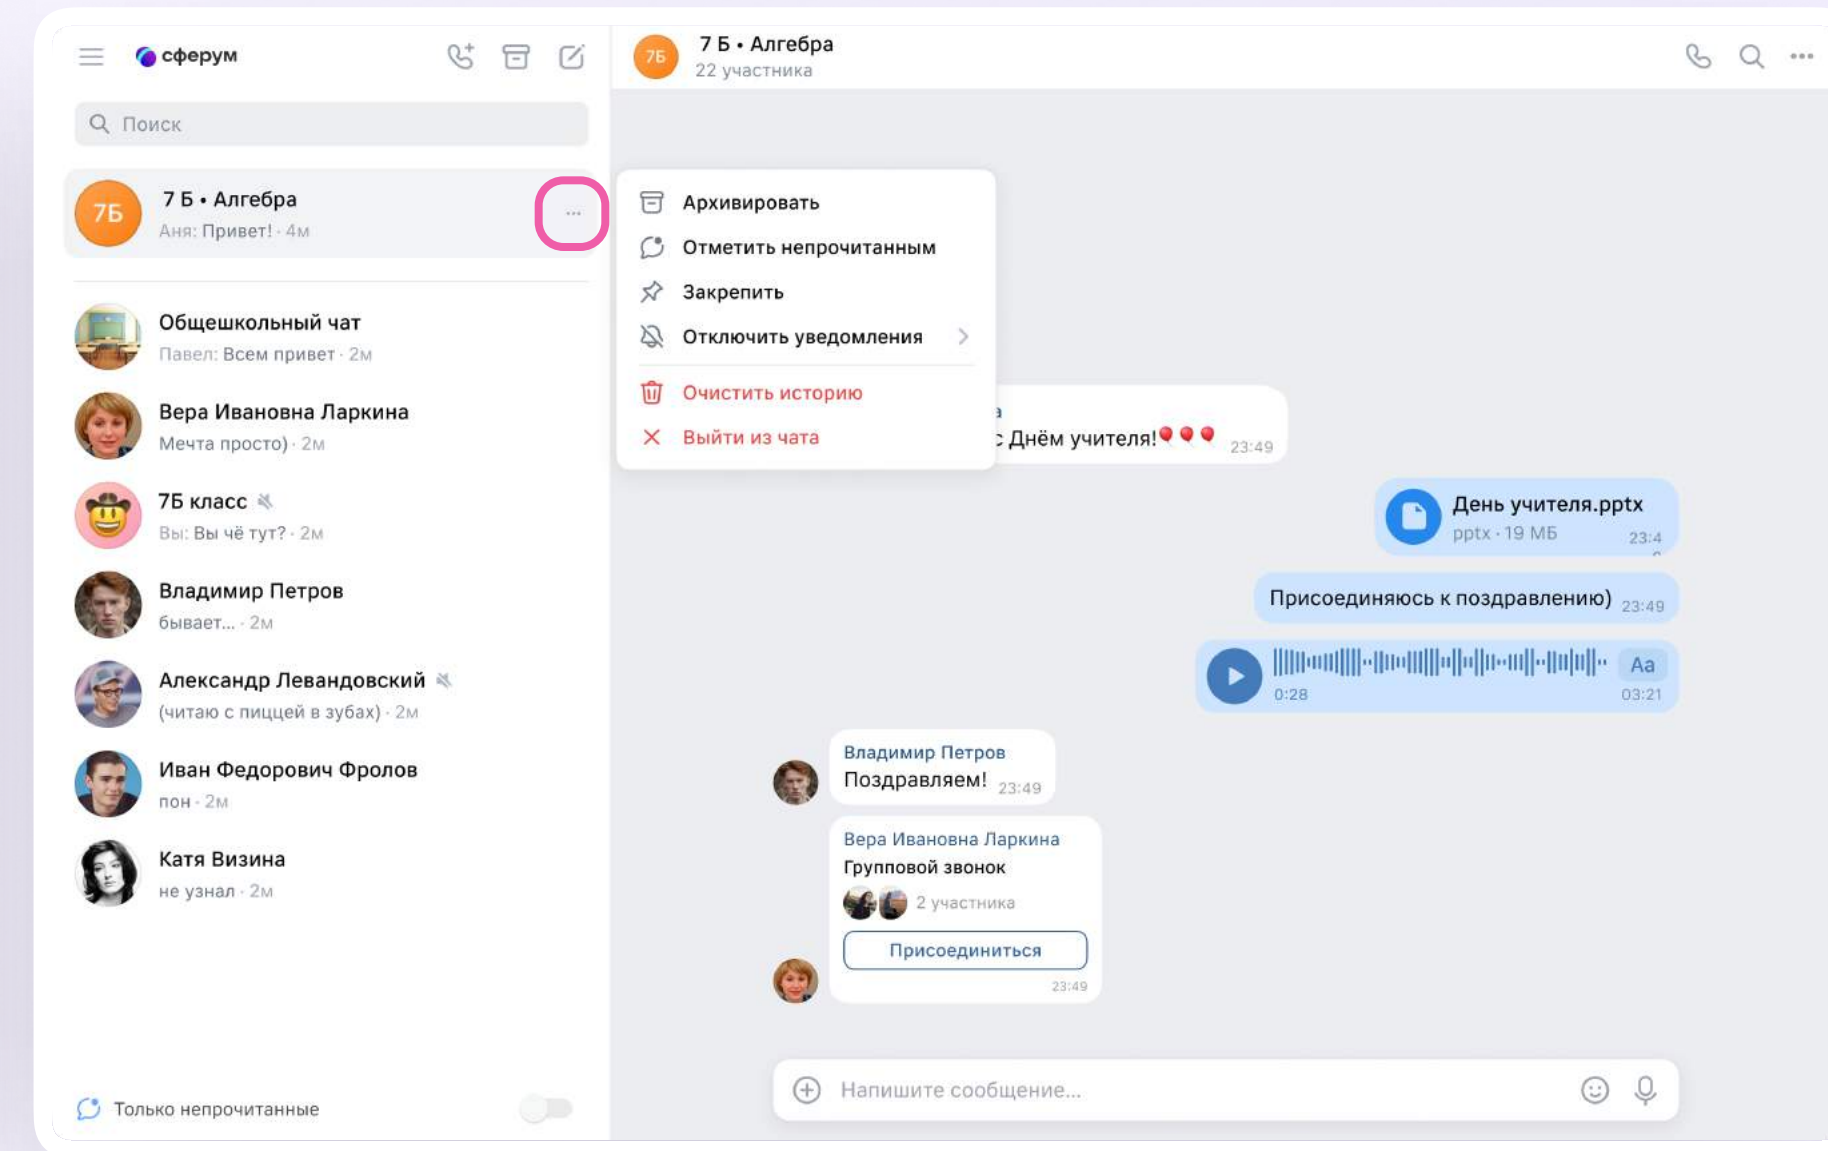 сферум
Поиск
7Б
7 Б • Алгебра
Аня: Привет! · 4м
...
Общешкольный чат
Павел: Всем привет · 2м
Вера Ивановна Ларкина
Мечта просто) · 2м
7Б класс
Вы: Вы чё тут? · 2м
Владимир Петров
бывает... · 2м
Александр Левандовский
(читаю с пиццей в зубах) · 2м
Иван Федорович Фролов
пон · 2м
Катя Визина
не узнал · 2м
Только непрочитанные
7Б
7 Б • Алгебра
22 участника
Архивировать
Отметить непрочитанным
Закрепить
Отключить уведомления
Очистить историю
Выйти из чата
а
с Днём учителя! 23:49
День учителя.pptx
pptx · 19 МБ 23:4
Присоединяюсь к поздравлению) 23:49
Aa
0:28 03:21
Владимир Петров
Поздравляем! 23:49
Вера Ивановна Ларкина
Групповой звонок
2 участника
Присоединиться
23:49
Напишите сообщение...